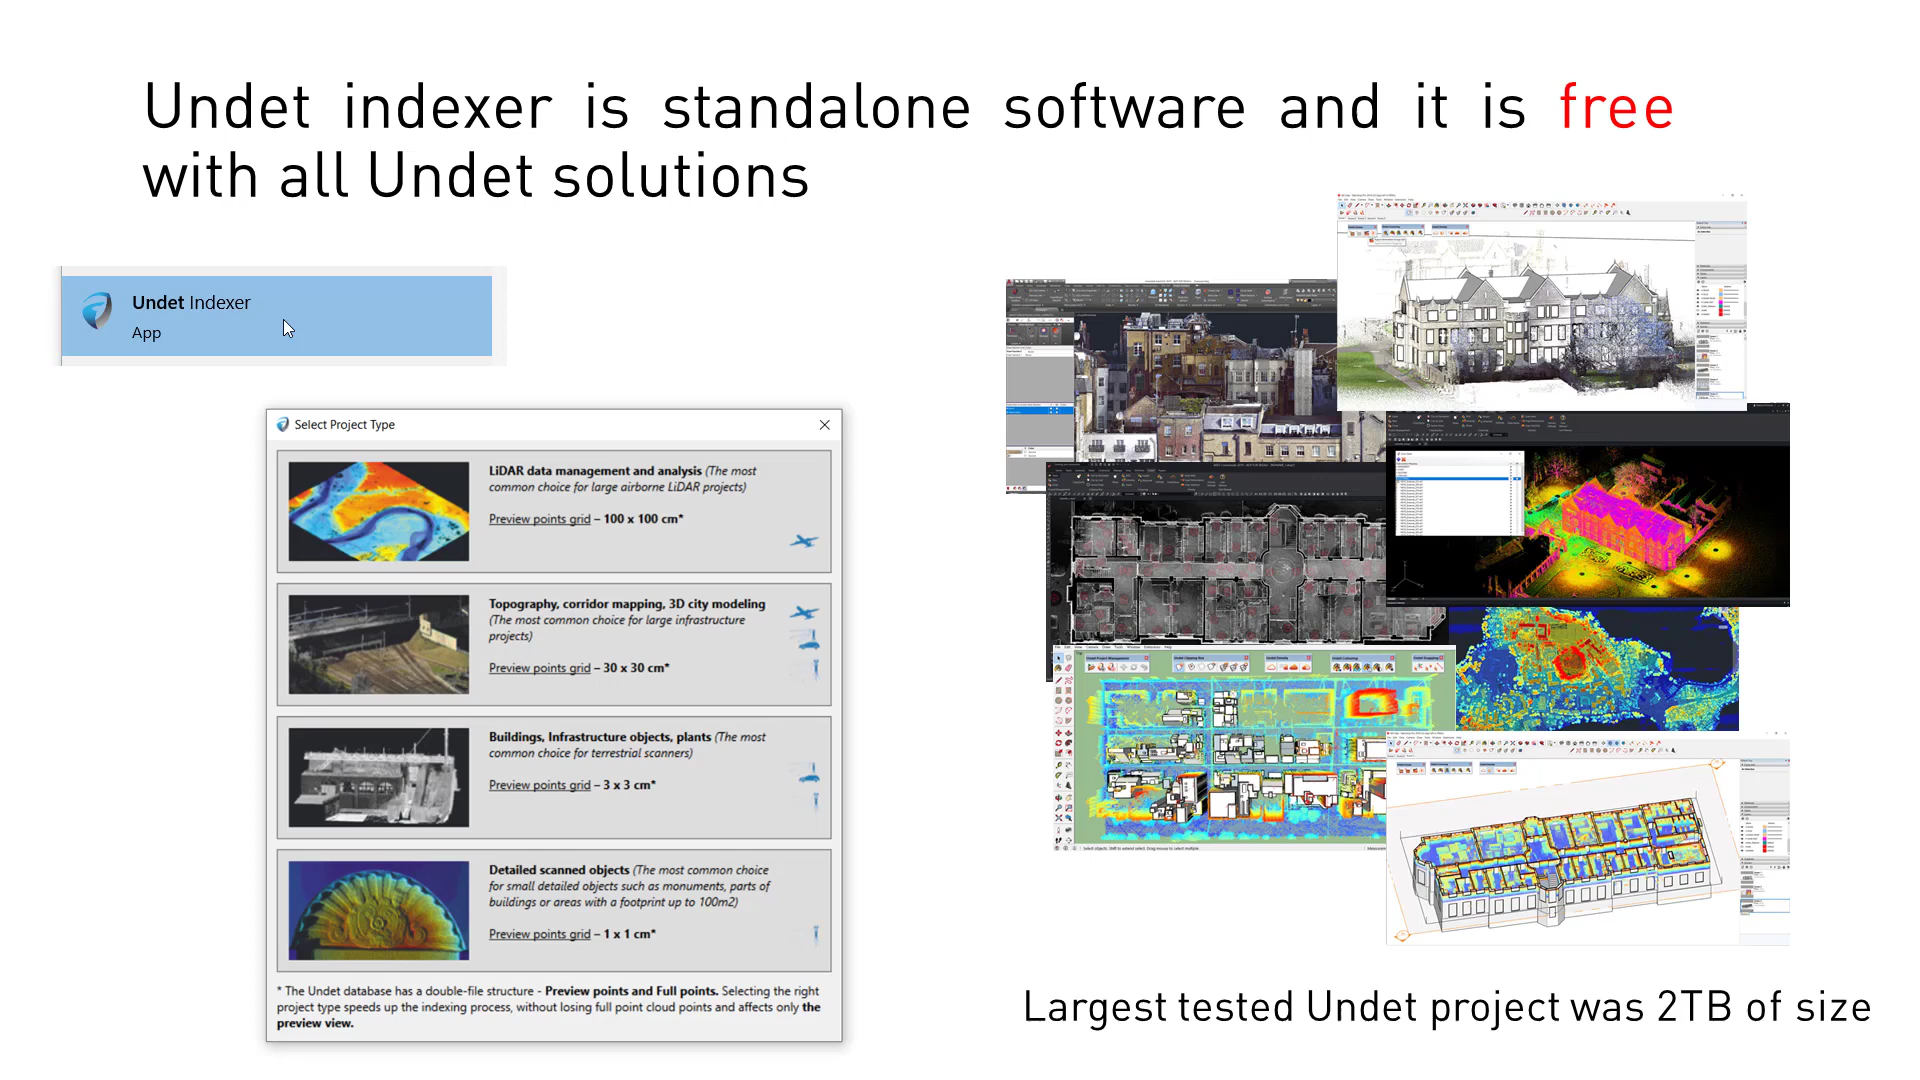 Undet indexer is standalone software and it is free
with all Undet solutions
Undet Indexer
App
Select Project Type
LiDAR data management and analysis (The most
common choice for large airborne LiDAR projects)
Preview points grid – 100 x 100 cm*
Topography, corridor mapping, 3D city modeling
(The most common choice for large infrastructure
projects)
Preview points grid – 30 x 30 cm*
Buildings, Infrastructure objects, plants (The most
common choice for terrestrial scanners)
Preview points grid – 3 x 3 cm*
Detailed scanned objects (The most common choice
for small detailed objects such as monuments, parts of
buildings or areas with a footprint up to 100m2)
Preview points grid – 1 x 1 cm*
* The Undet database has a double-file structure - Preview points and Full points. Selecting the right
project type speeds up the indexing process, without losing full point cloud points and affects only the
preview view.
Largest tested Undet project was 2TB of size